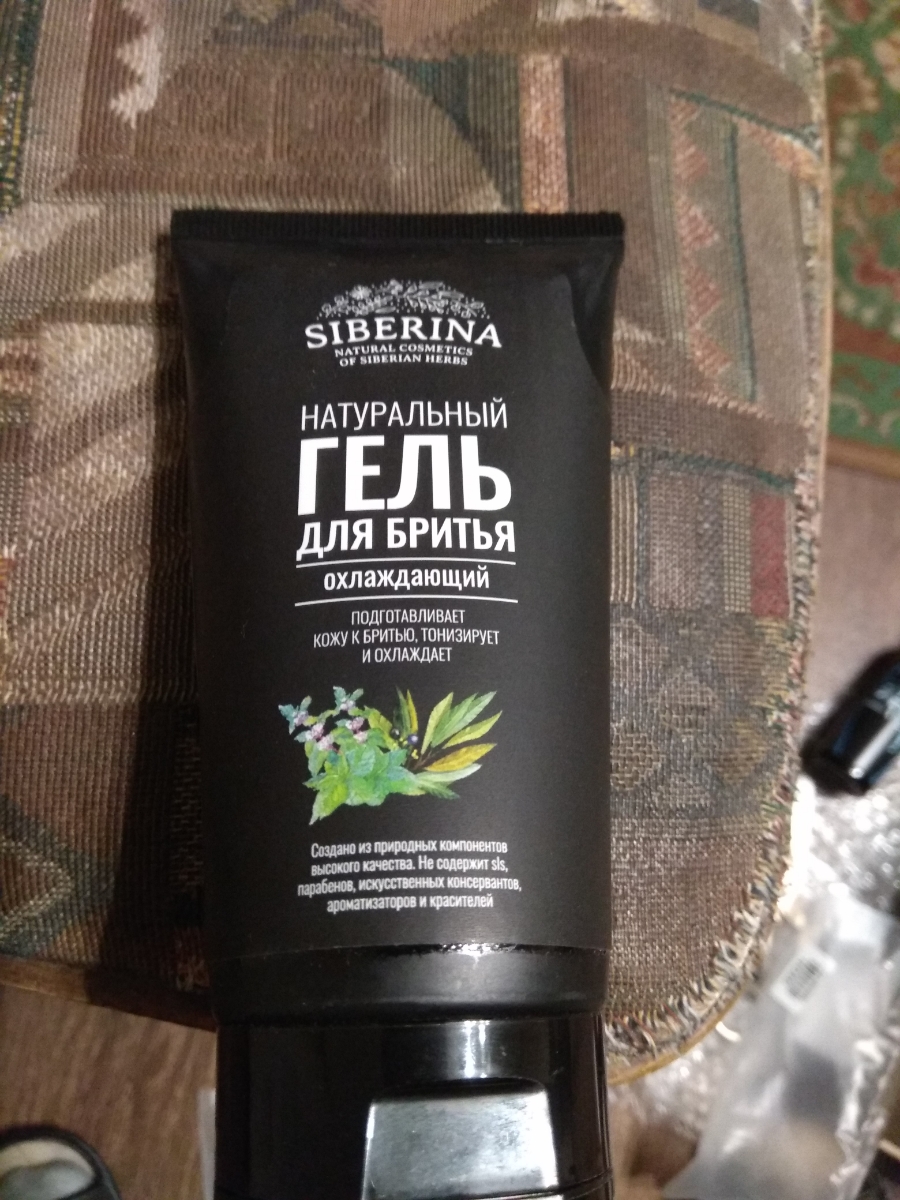 SIBERINA
NATURAL COSMETICS
OF SIBERIAN HERBS
НАТУРАЛЬНЫЙ
ГЕЛЬ
ДЛЯ БРИТЬЯ
охлаждающий
ПОДГОТАВЛИВАЕТ
КОЖУ К БРИТЬЮ, ТОНИЗИРУЕТ
И ОХЛАЖДАЕТ
Создано из природных компонентов
высокого качества. Не содержит sls,
парабенов, искусственных консервантов,
ароматизаторов и красителей